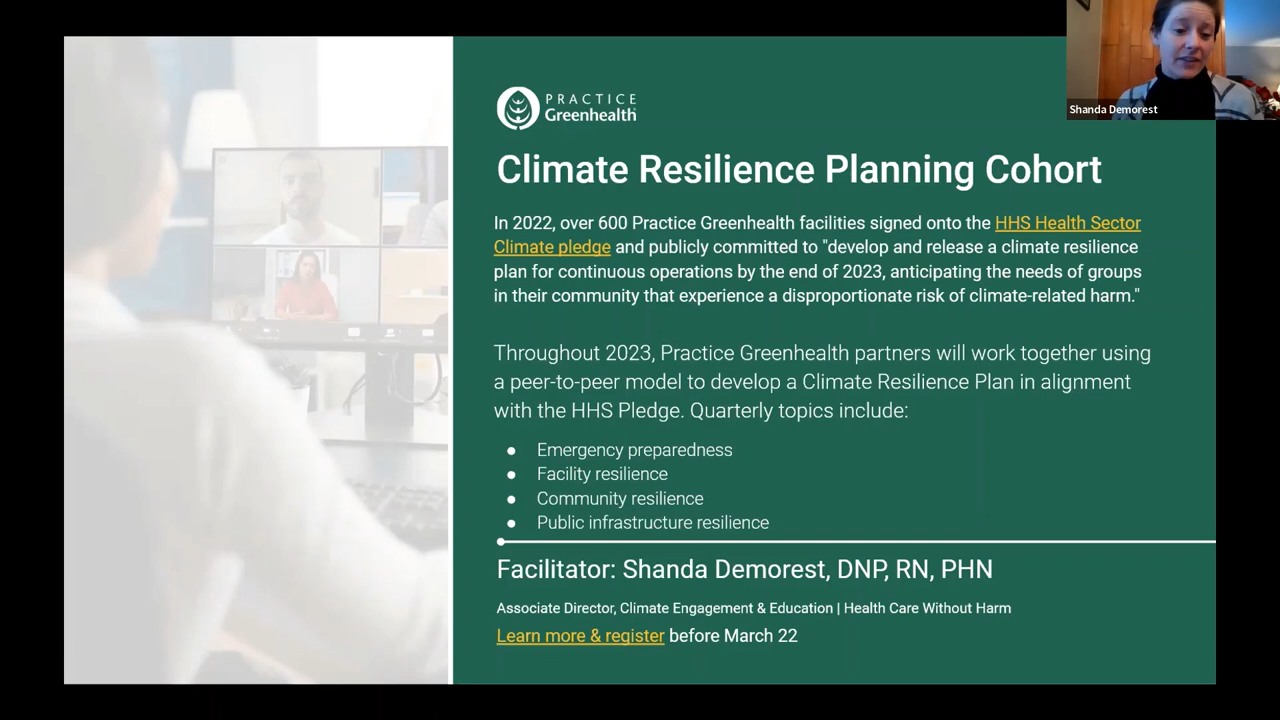 Shanda Demorest
PRACTICE
Greenhealth
Climate Resilience Planning Cohort
In 2022, over 600 Practice Greenhealth facilities signed onto the HHS Health Sector
Climate pledge and publicly committed to "develop and release a climate resilience
plan for continuous operations by the end of 2023, anticipating the needs of groups
in their community that experience a disproportionate risk of climate-related harm."
Throughout 2023, Practice Greenhealth partners will work together using
a peer-to-peer model to develop a Climate Resilience Plan in alignment
with the HHS Pledge. Quarterly topics include:
● Emergency preparedness
● Facility resilience
● Community resilience
● Public infrastructure resilience
Facilitator: Shanda Demorest, DNP, RN, PHN
Associate Director, Climate Engagement & Education | Health Care Without Harm
Learn more & register before March 22